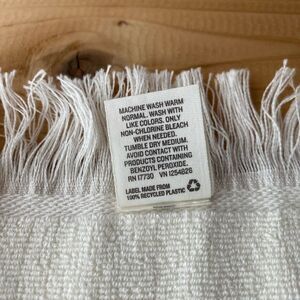 MACHINE WASH WARM
NORMAL. WASH WITH
LIKE COLORS. ONLY
NON-CHLORINE BLEACH
WHEN NEEDED.
TUMBLE DRY MEDIUM.
AVOID CONTACT WITH
PRODUCTS CONTAINING
BENZOYL PEROXIDE.
RN 17730 VN 1254826
LABEL MADE FROM
100% RECYCLED PLASTIC